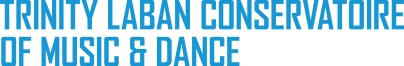 TRINITY LABAN CONSERVATOIRE
OF MUSIC & DANCE